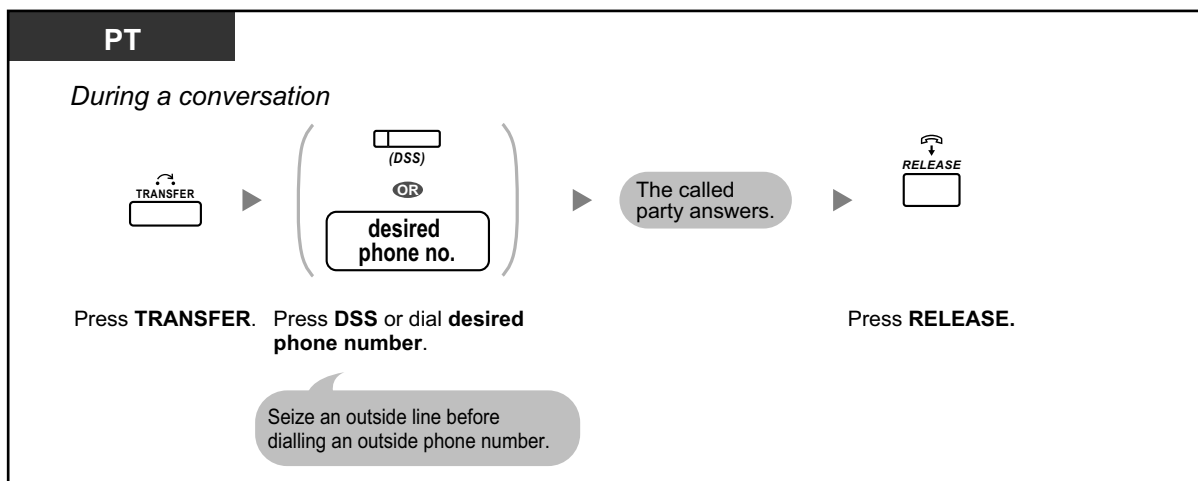 PT
During a conversation
TRANSFER
(DSS)
OR
desired
phone no.
The called
party answers.
RELEASE
Press TRANSFER.
Press DSS or dial desired
phone number.
Press RELEASE.
Seize an outside line before
dialling an outside phone number.